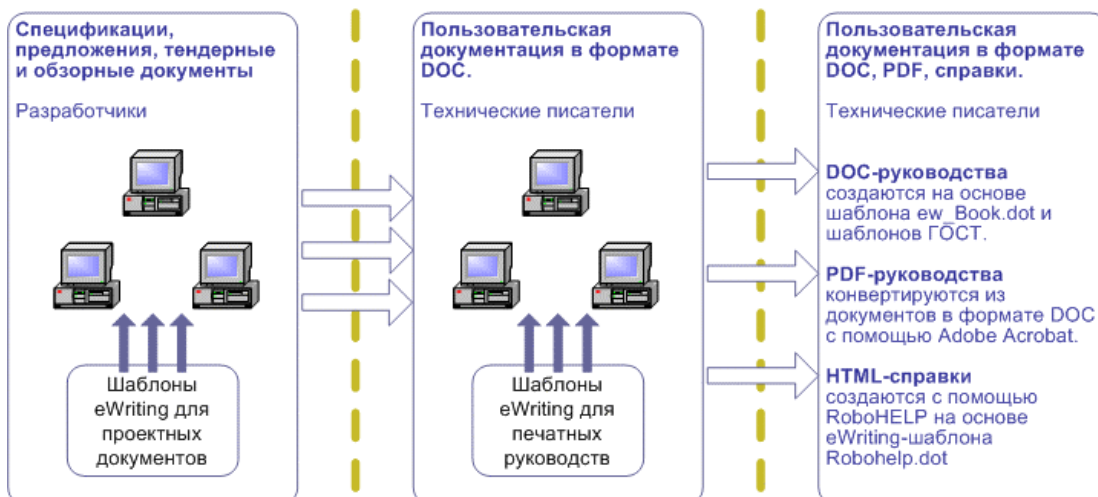 Спецификации,
предложения, тендерные
и обзорные документы
Разработчики
Шаблоны
eWriting для
проектных
документов
Пользовательская
документация в формате
DOC.
Технические писатели
Шаблоны
eWriting для
печатных
руководств
Пользовательская
документация в формате
DOC, PDF, справки.
Технические писатели
DOC-руководства
создаются на основе
шаблона ew_Book.dot и
шаблонов ГОСТ.
PDF-руководства
конвертируются из
документов в формате DOC
с помощью Adobe Acrobat.
HTML-справки
создаются с помощью
RoboHELP на основе
eWriting-шаблона
Robohelp.dot